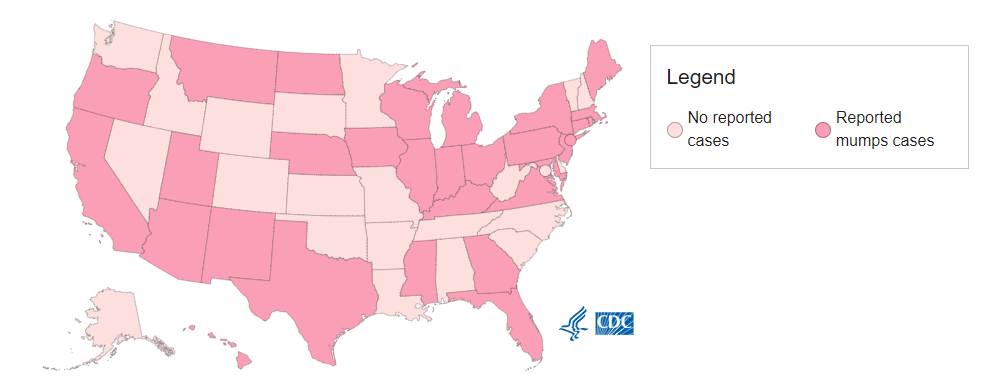 Legend
No reported
cases
Reported
mumps cases
CDC